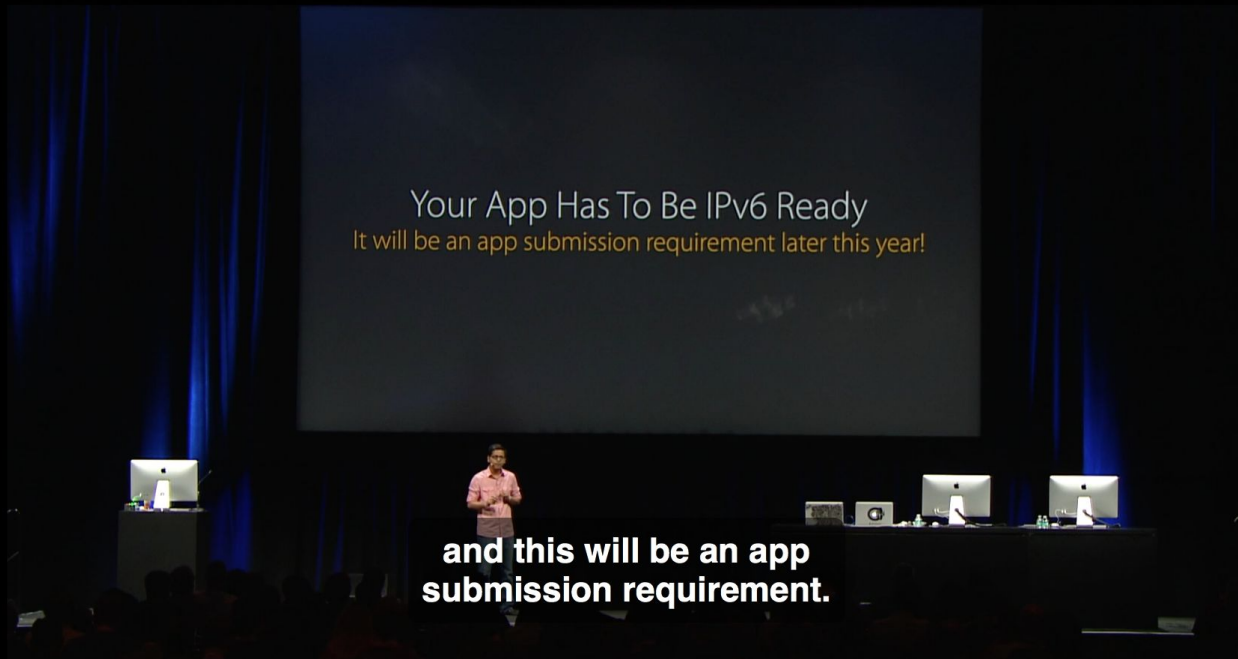 Your App Has To Be IPv6 Ready
It will be an app submission requirement later this year!
and this will be an app
submission requirement.